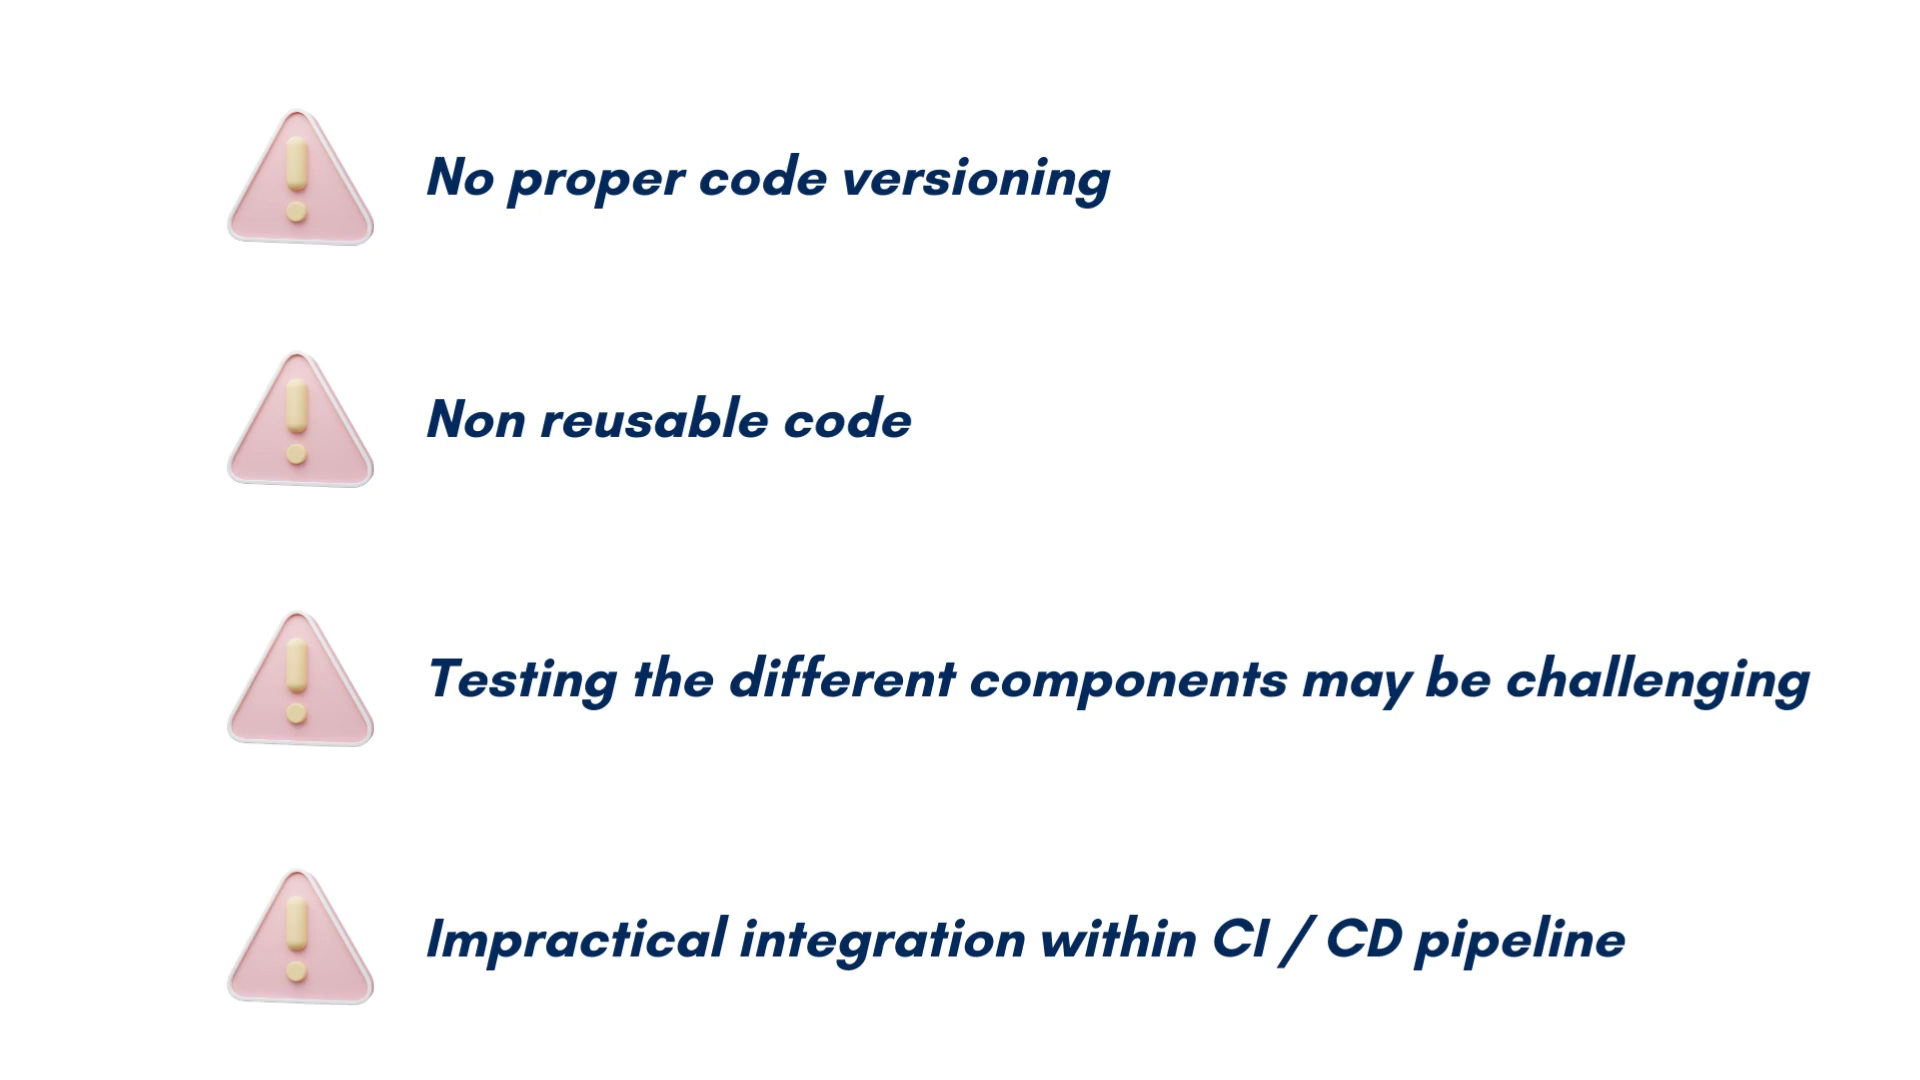 No proper code versioning
Non reusable code
Testing the different components may be challenging
Impractical integration within CI / CD pipeline